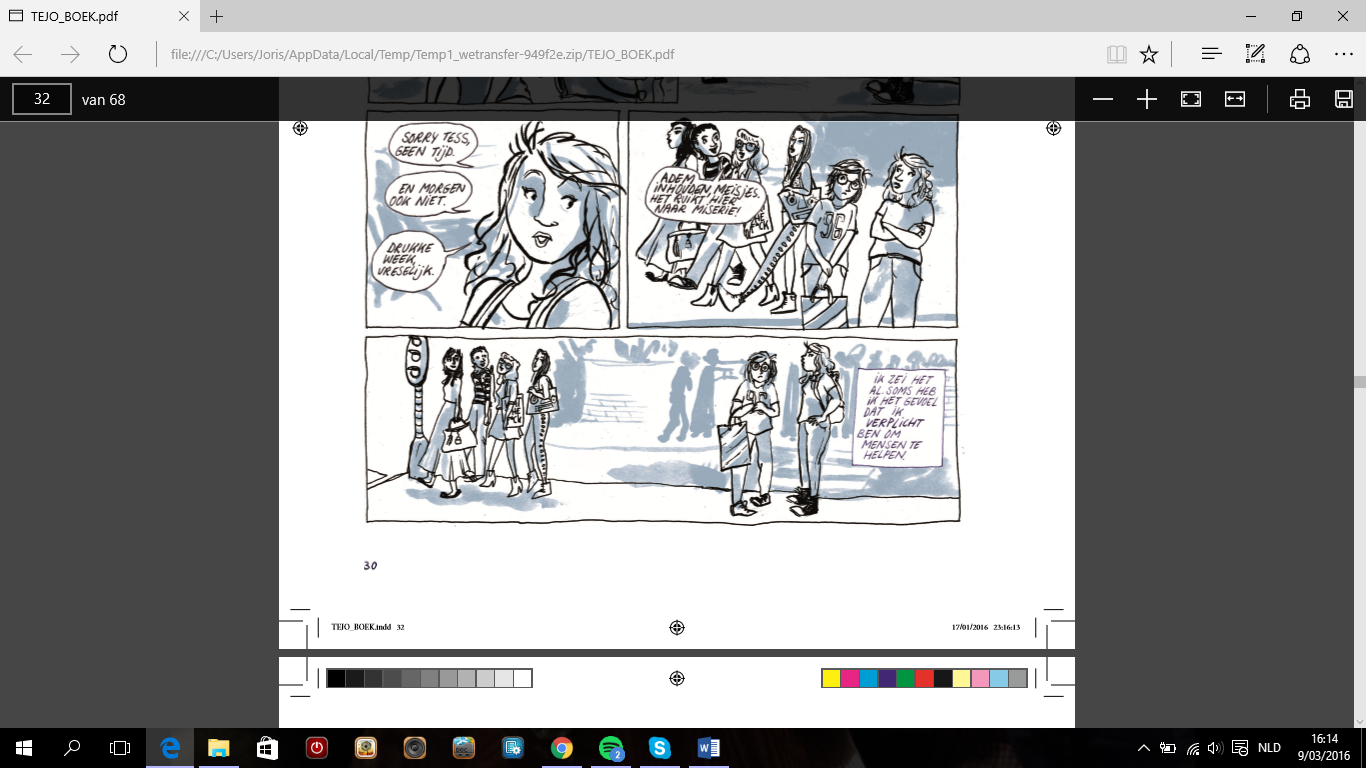 TEJO_BOEK.pdf
file:///C:/Users/Joris/AppData/Local/Temp/Temp1_wetransfer-949f2e.zip/TEJO_BOEK.pdf
32 van 68
SORRY TESS,
GEEN TIJD.
EN MORGEN
OOK NIET.
DRUKKE
WEEK,
VRESELIJK.
ADEM
INHOUDEN, MEISJES.
HET RUIKT HIER
NAAR MISERIE!
96
IK ZEI HET
AL. SOMS HEB
IK HET GEVOEL
DAT IK
VERPLICHT
BEN OM
MENSEN TE
HELPEN.
30
TEJO_BOEK.indd 32
17/01/2016 23:16:13
2
NLD
16:14
9/03/2016